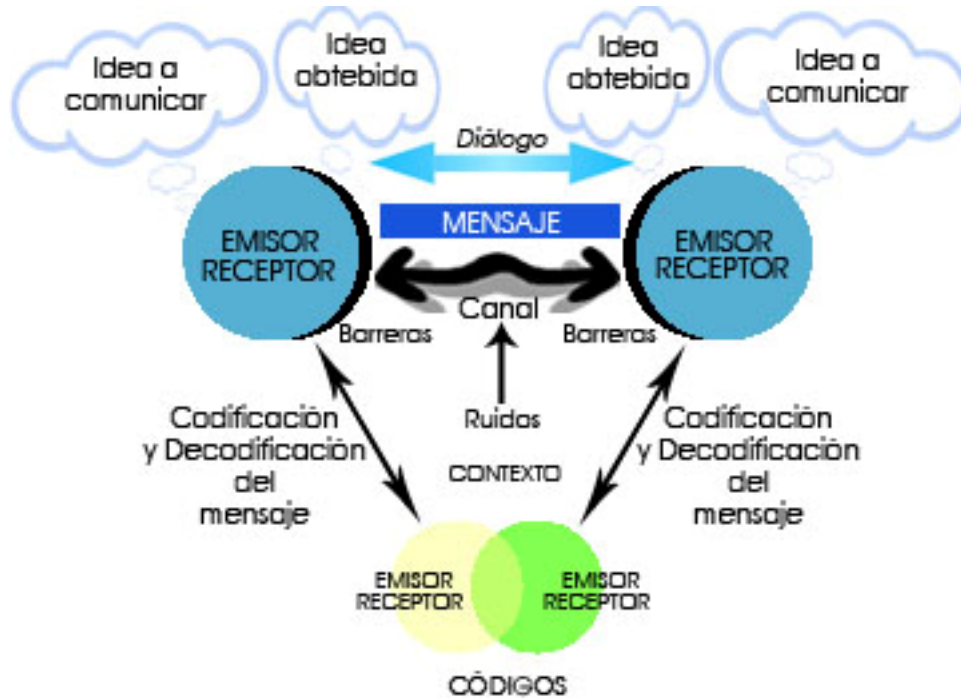 Idea a
comunicar
Idea
obtebida
Idea
obtebida
Idea a
comunicar
Diálogo
EMISOR
RECEPTOR
MENSAJE
EMISOR
RECEPTOR
Canal
Barreras
Barreras
Ruidos
Codificación
y Decodificación
del
mensaje
Codificación
y Decodificación
del
mensaje
CONTEXTO
EMISOR
RECEPTOR
EMISOR
RECEPTOR
CÓDIGOS